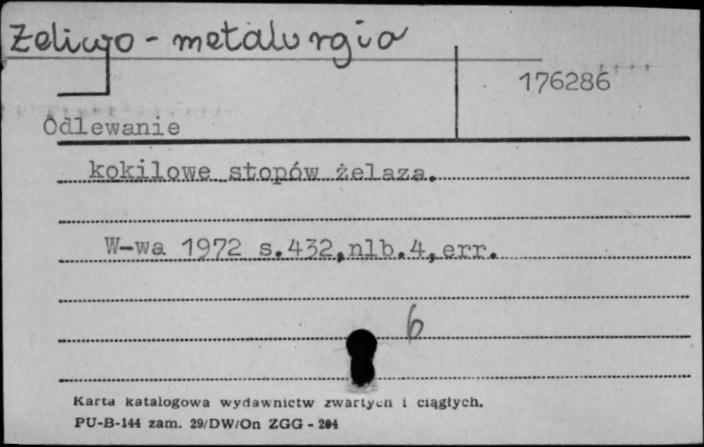 Żeliwo - metalurgia
176286
Odlewanie
kokilowe stopów żelaza.
W-wa 1972 s.432,nlb.4,err.
6
Karta katalogowa wydawnictw zwartych i ciągłych.
PU-B-144 zam. 29/DW/On ZGG - 204